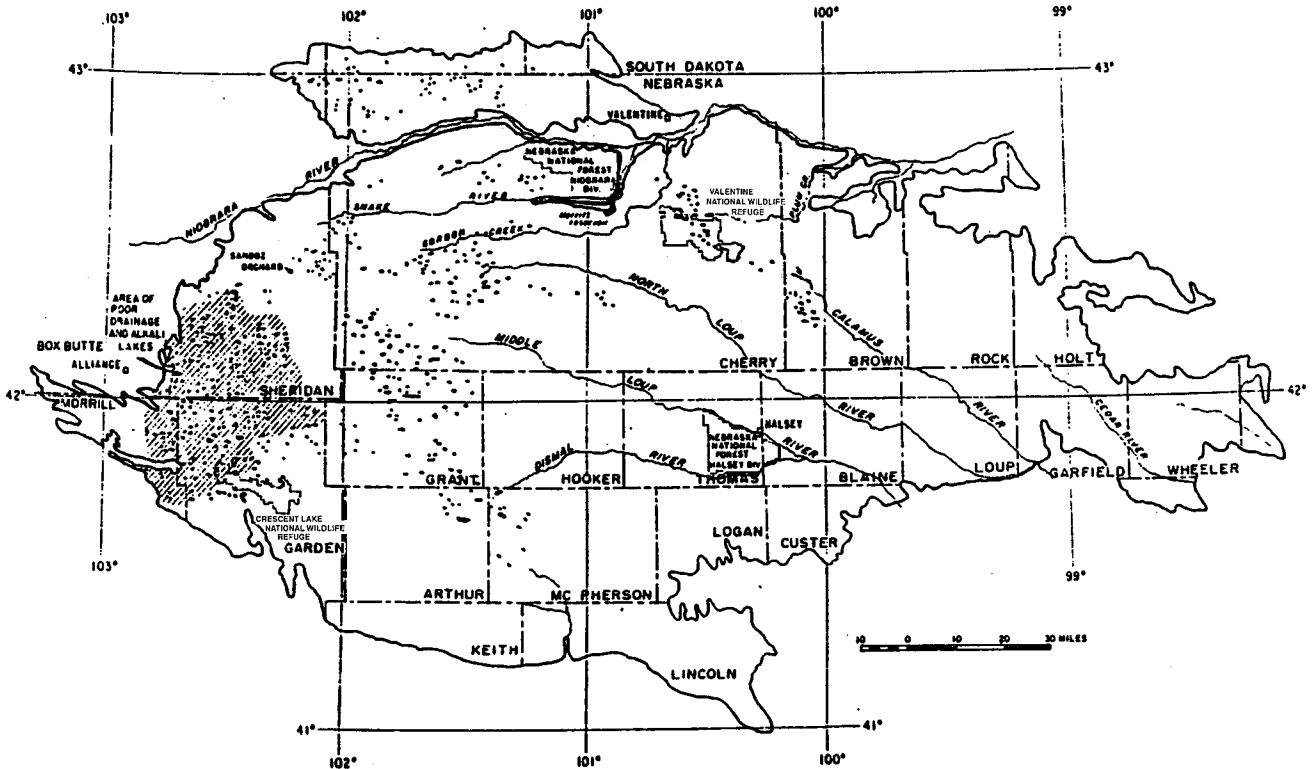 103°
102°
101°
100°
99°
43°
SOUTH DAKOTA
NEBRASKA
43°
VALENTINE
NEBRASKA
NATIONAL
FOREST
NIOBRARA
DIV.
NIOBRARA
RIVER
SNAKE
RIVER
VALENTINE
NATIONAL WILDLIFE
REFUGE
PLUM CR.
GORDON CREEK
SANDOZ
ORCHARD
AREA OF
POOR
DRAINAGE
AND ALKALI
LAKES
BOX BUTTE
ALLIANCE
NORTH
LOUP
RIVER
CALAMUS
RIVER
MIDDLE
LOUP
RIVER
CHERRY
BROWN
ROCK
HOLT
42°
MORRILL
SHERIDAN
42°
CEDAR RIVER
HALSEY
NEBRASKA
NATIONAL
FOREST
HALSEY DIV
DISMAL
RIVER
GRANT
HOOKER
THOMAS
BLAINE
LOUP
GARFIELD
WHEELER
CRESCENT LAKE
NATIONAL WILDLIFE
REFUGE
GARDEN
LOGAN
CUSTER
103°
99°
ARTHUR
MC PHERSON
KEITH
LINCOLN
10 0 10 20 30 MILES
41°
41°
102°
101°
100°